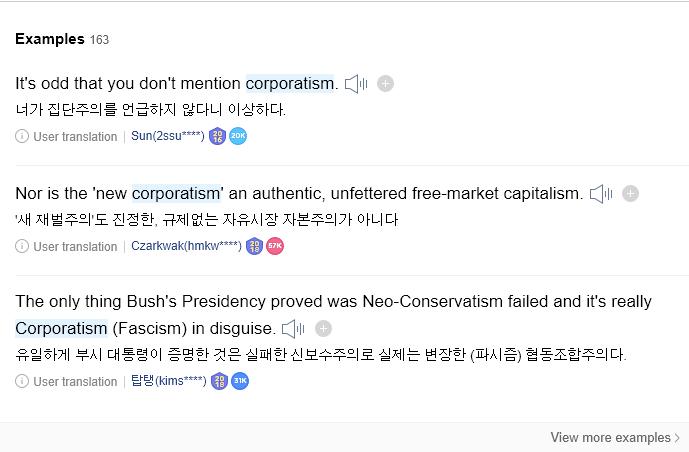 Examples 163
It's odd that you don't mention corporatism.
너가 집단주의를 언급하지 않다니 이상하다.
User translation | Sun(2ssu****) 2016 20K
Nor is the 'new corporatism' an authentic, unfettered free-market capitalism.
'새 재벌주의'도 진정한, 규제없는 자유시장 자본주의가 아니다
User translation | Czarkwak(hmkw****) 2018 57K
The only thing Bush's Presidency proved was Neo-Conservatism failed and it's really
Corporatism (Fascism) in disguise.
유일하게 부시 대통령이 증명한 것은 실패한 신보수주의로 실제는 변장한 (파시즘) 협동조합주의다.
User translation | 탑탱(kims****) 2018 31K
View more examples